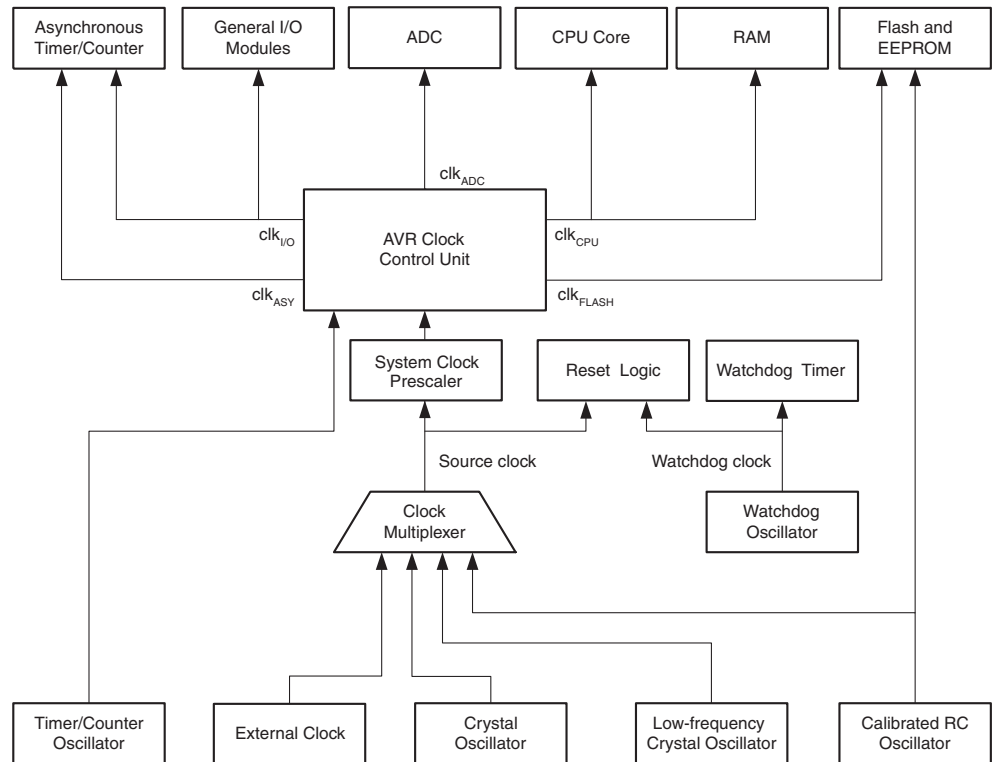 Asynchronous
Timer/Counter
General I/O
Modules
ADC
CPU Core
RAM
Flash and
EEPROM
clkADC
clkI/O
AVR Clock
Control Unit
clkCPU
clkASY
clkFLASH
System Clock
Prescaler
Reset Logic
Watchdog Timer
Source clock
Watchdog clock
Clock
Multiplexer
Watchdog
Oscillator
Timer/Counter
Oscillator
External Clock
Crystal
Oscillator
Low-frequency
Crystal Oscillator
Calibrated RC
Oscillator